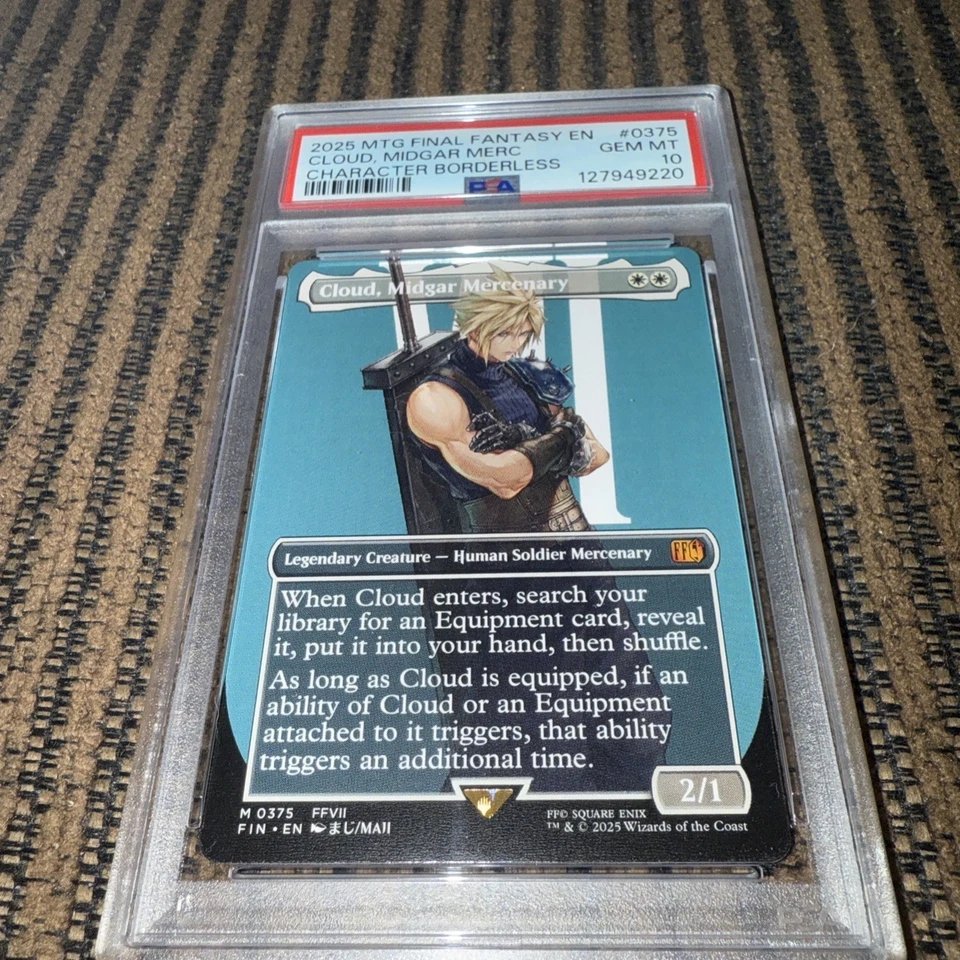 2025 MTG FINAL FANTASY EN #0375
CLOUD, MIDGAR MERC GEM MT
CHARACTER BORDERLESS 10
PSA 127949220
Cloud, Midgar Mercenary
Legendary Creature — Human Soldier Mercenary FF
When Cloud enters, search your
library for an Equipment card, reveal
it, put it into your hand, then shuffle.
As long as Cloud is equipped, if an
ability of Cloud or an Equipment
attached to it triggers, that ability
triggers an additional time.
2/1
M 0375 FFVII FF© SQUARE ENIX
FIN • EN まじ/MAJI ™ & © 2025 Wizards of the Coast